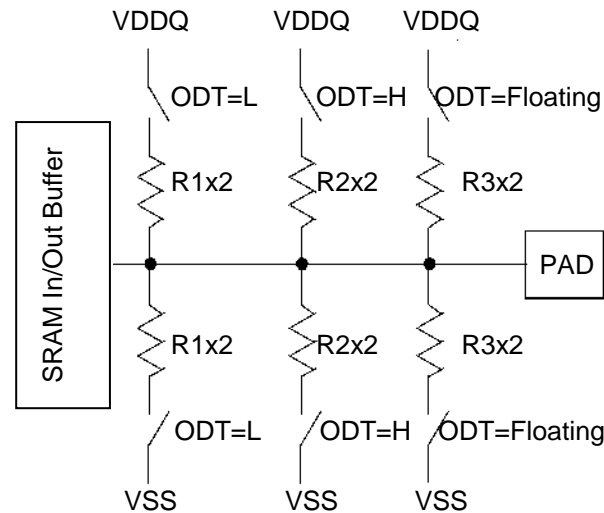 VDDQ VDDQ VDDQ
ODT=L ODT=H ODT=Floating
R1x2 R2x2 R3x2
SRAM In/Out Buffer
PAD
R1x2 R2x2 R3x2
ODT=L ODT=H ODT=Floating
VSS VSS VSS